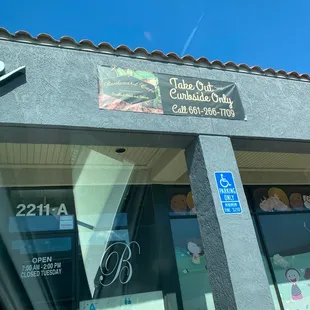 Take Out
Curbside Only
Call 661-266-7709
PARKING
ONLY
2211-A
OPEN
7:00 AM - 2:00 PM
CLOSED TUESDAY
B